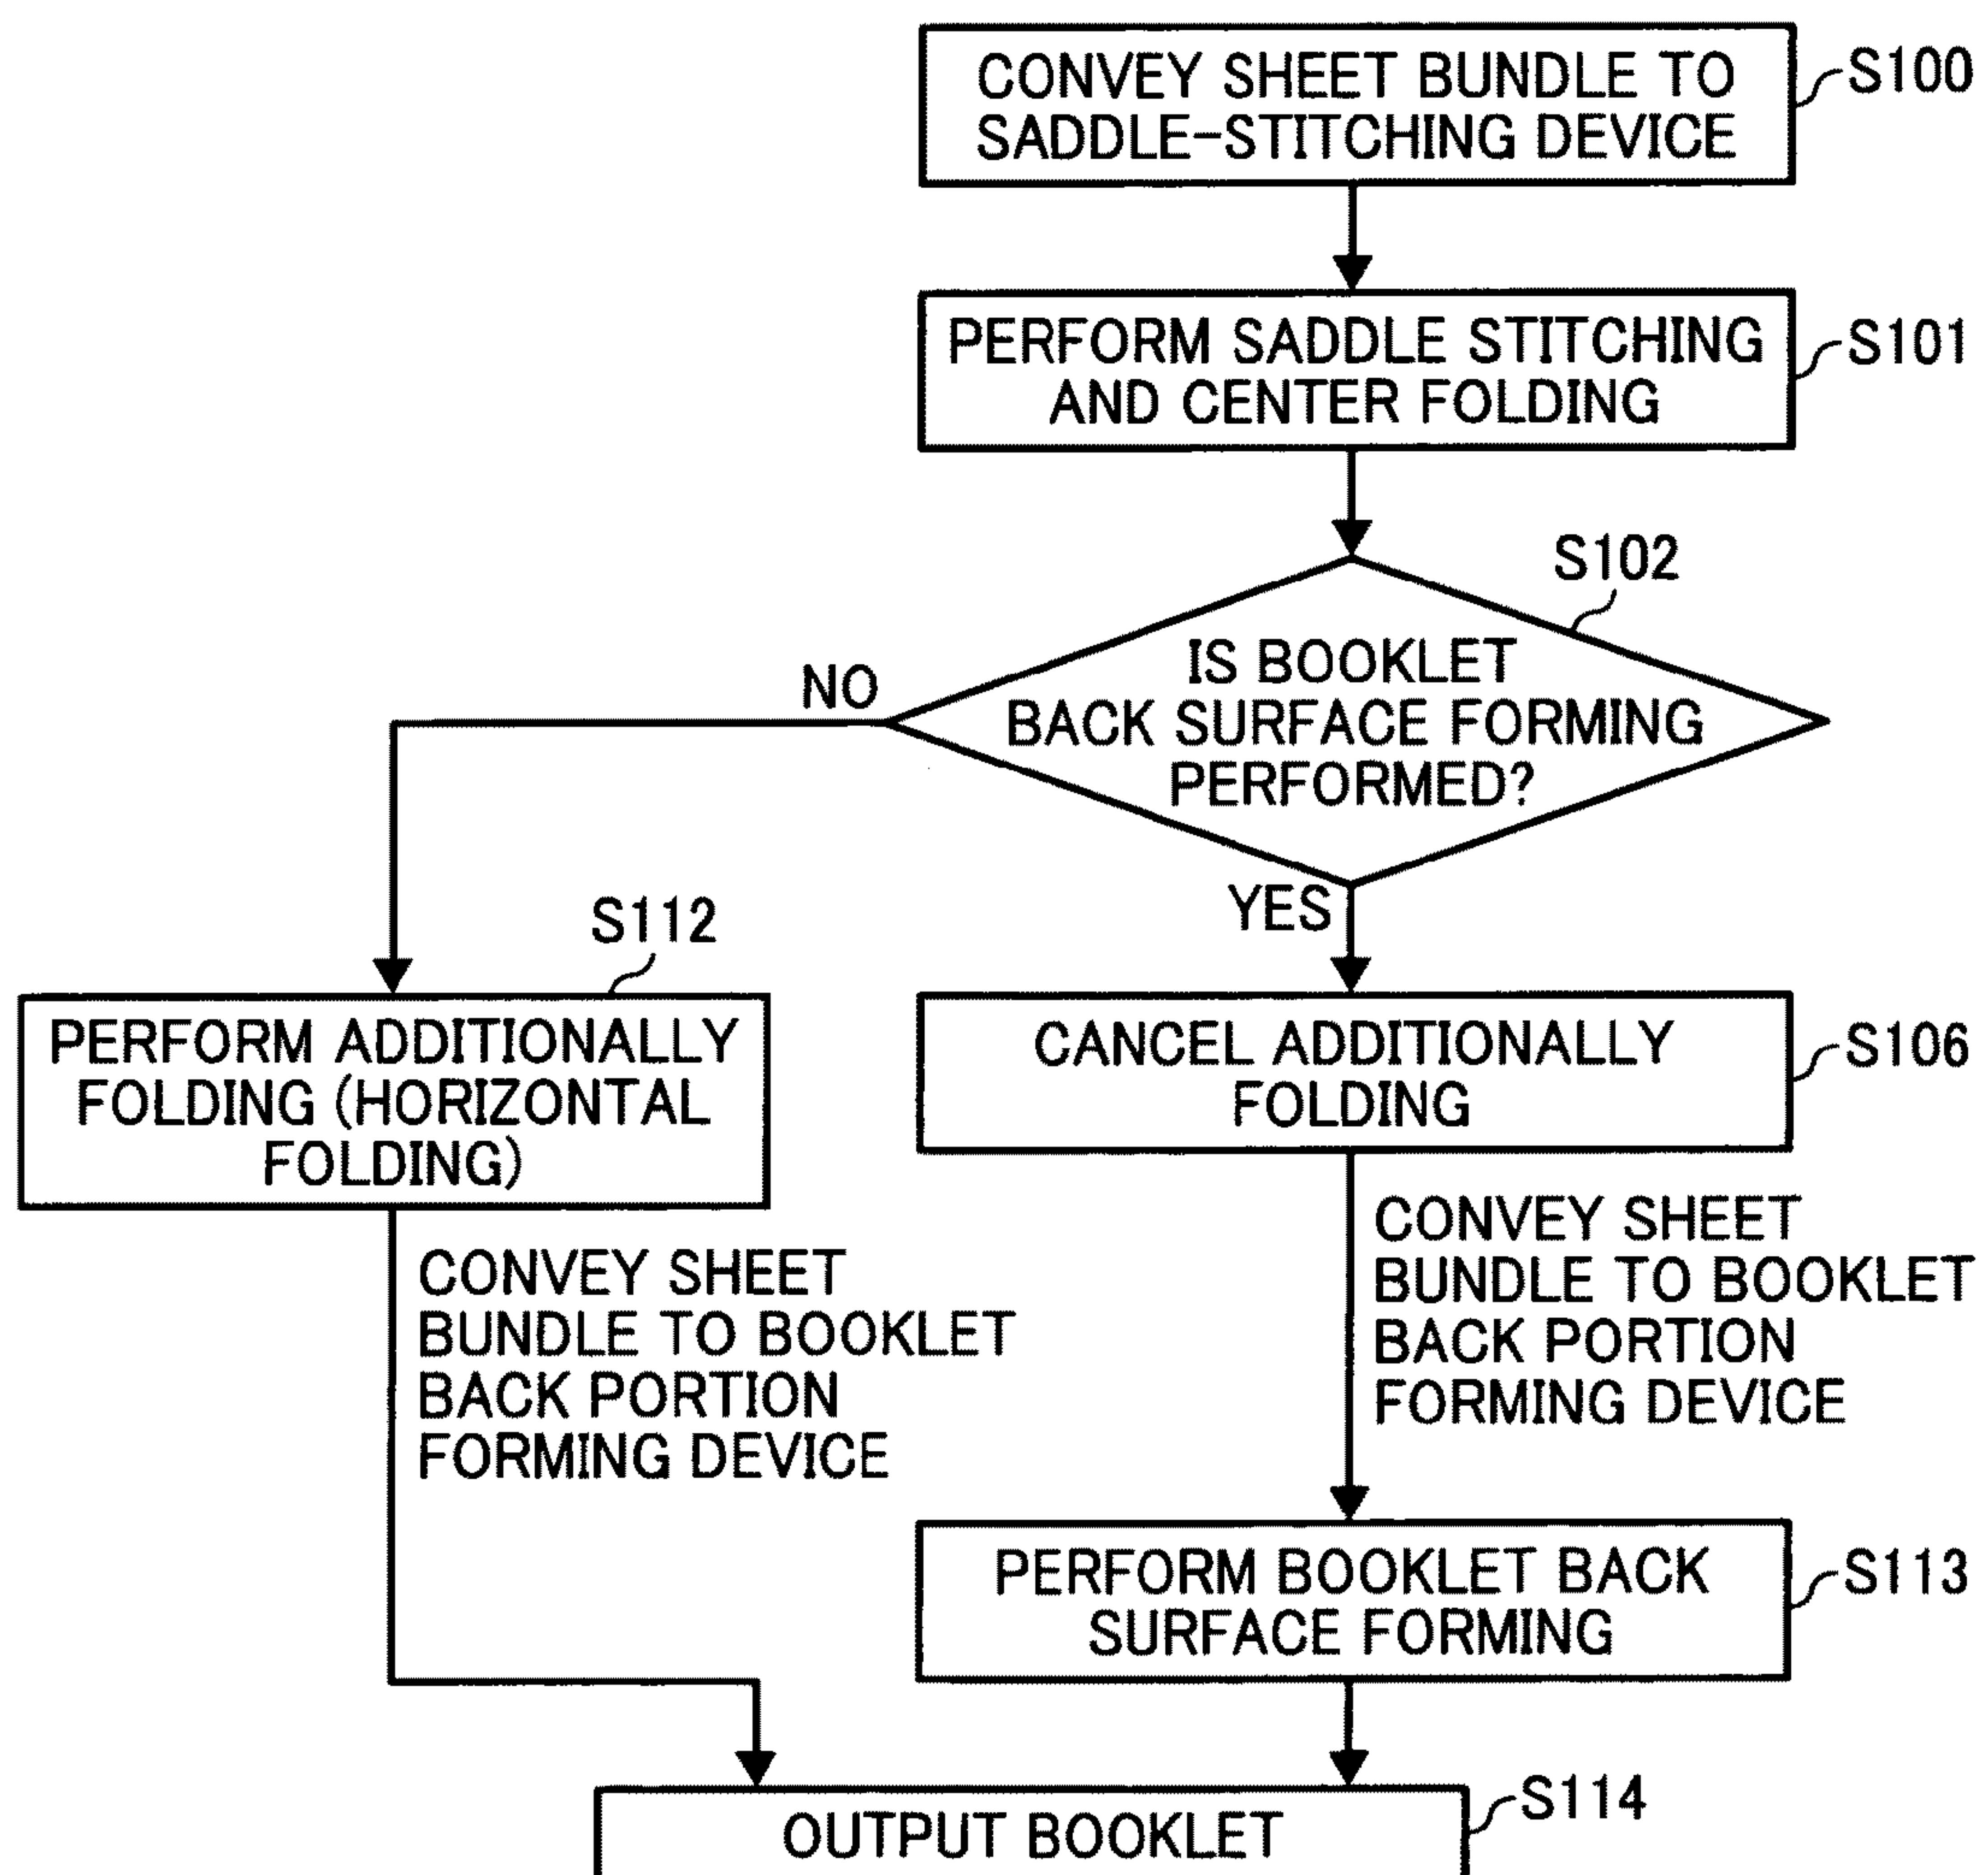 CONVEY SHEET BUNDLE TO
SADDLE-STITCHING DEVICE
S100
PERFORM SADDLE STITCHING
AND CENTER FOLDING
S101
S102
IS BOOKLET
BACK SURFACE FORMING
PERFORMED?
NO
YES
S112
PERFORM ADDITIONALLY
FOLDING (HORIZONTAL
FOLDING)
CANCEL ADDITIONALLY
FOLDING
S106
CONVEY SHEET
BUNDLE TO BOOKLET
BACK PORTION
FORMING DEVICE
CONVEY SHEET
BUNDLE TO BOOKLET
BACK PORTION
FORMING DEVICE
PERFORM BOOKLET BACK
SURFACE FORMING
S113
OUTPUT BOOKLET
S114